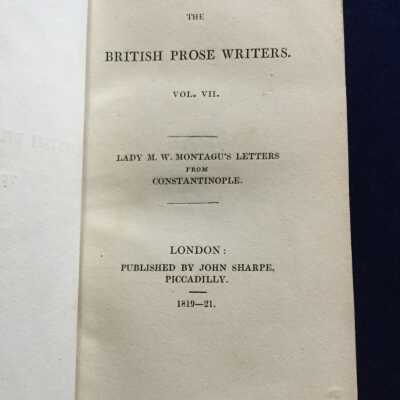 THE
BRITISH PROSE WRITERS.
VOL. VII.
LADY M. W. MONTAGU'S LETTERS
FROM
CONSTANTINOPLE.
LONDON:
PUBLISHED BY JOHN SHARPE,
PICCADILLY.
1819—21.